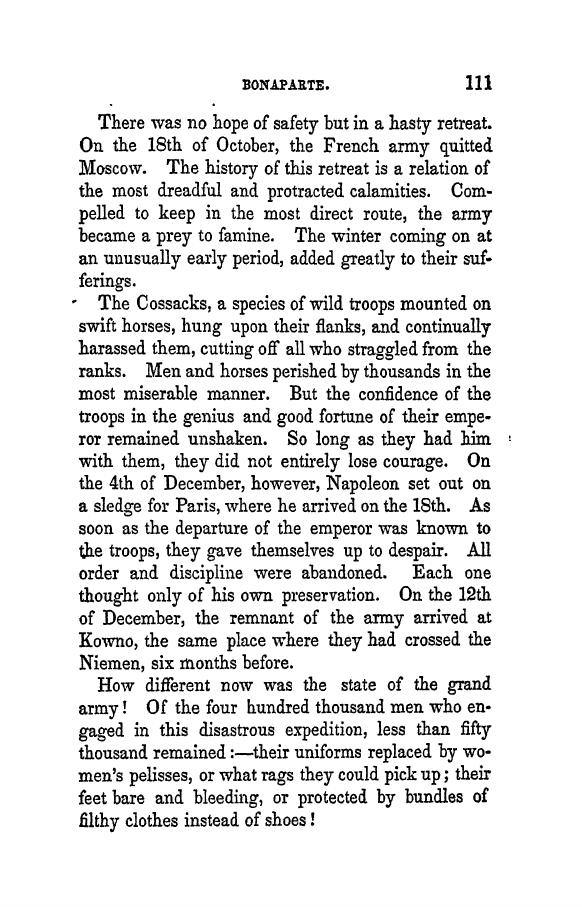 BONAPARTE. 111
There was no hope of safety but in a hasty retreat.
On the 18th of October, the French army quitted
Moscow. The history of this retreat is a relation of
the most dreadful and protracted calamities. Com-
pelled to keep in the most direct route, the army
became a prey to famine. The winter coming on at
an unusually early period, added greatly to their suf-
ferings.
The Cossacks, a species of wild troops mounted on
swift horses, hung upon their flanks, and continually
harassed them, cutting off all who straggled from the
ranks. Men and horses perished by thousands in the
most miserable manner. But the confidence of the
troops in the genius and good fortune of their empe-
ror remained unshaken. So long as they had him
with them, they did not entirely lose courage. On
the 4th of December, however, Napoleon set out on
a sledge for Paris, where he arrived on the 18th. As
soon as the departure of the emperor was known to
the troops, they gave themselves up to despair. All
order and discipline were abandoned. Each one
thought only of his own preservation. On the 12th
of December, the remnant of the army arrived at
Kowno, the same place where they had crossed the
Niemen, six months before.
How different now was the state of the grand
army! Of the four hundred thousand men who en-
gaged in this disastrous expedition, less than fifty
thousand remained:—their uniforms replaced by wo-
men's pelisses, or what rags they could pick up; their
feet bare and bleeding, or protected by bundles of
filthy clothes instead of shoes!